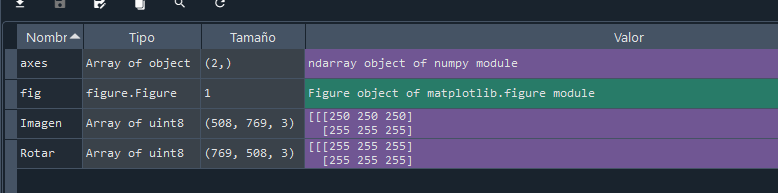 Nombr Tipo Tamaño Valor
axes Array of object (2,) ndarray object of numpy module
fig figure.Figure 1 Figure object of matplotlib.figure module
Imagen Array of uint8 (508, 769, 3) [[[250 250 250]
[255 255 255]
Rotar Array of uint8 (769, 508, 3) [[[255 255 255]
[255 255 255]